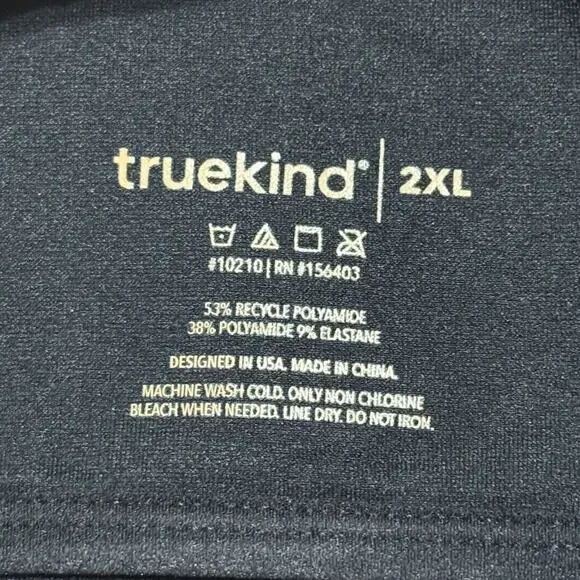 truekind® | 2XL
#10210 | RN #156403
53% RECYCLE POLYAMIDE
38% POLYAMIDE 9% ELASTANE
DESIGNED IN USA. MADE IN CHINA.
MACHINE WASH COLD. ONLY NON CHLORINE
BLEACH WHEN NEEDED. LINE DRY. DO NOT IRON.